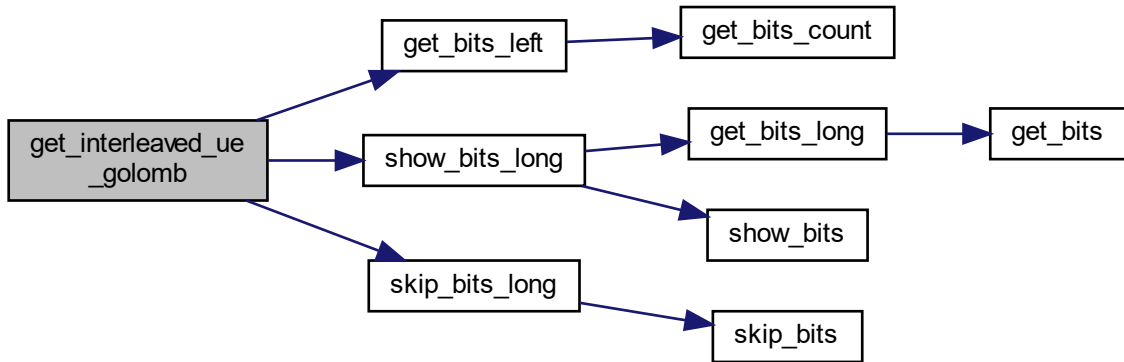 get_interleaved_ue
_golomb
get_bits_left
get_bits_count
show_bits_long
get_bits_long
get_bits
show_bits
skip_bits_long
skip_bits